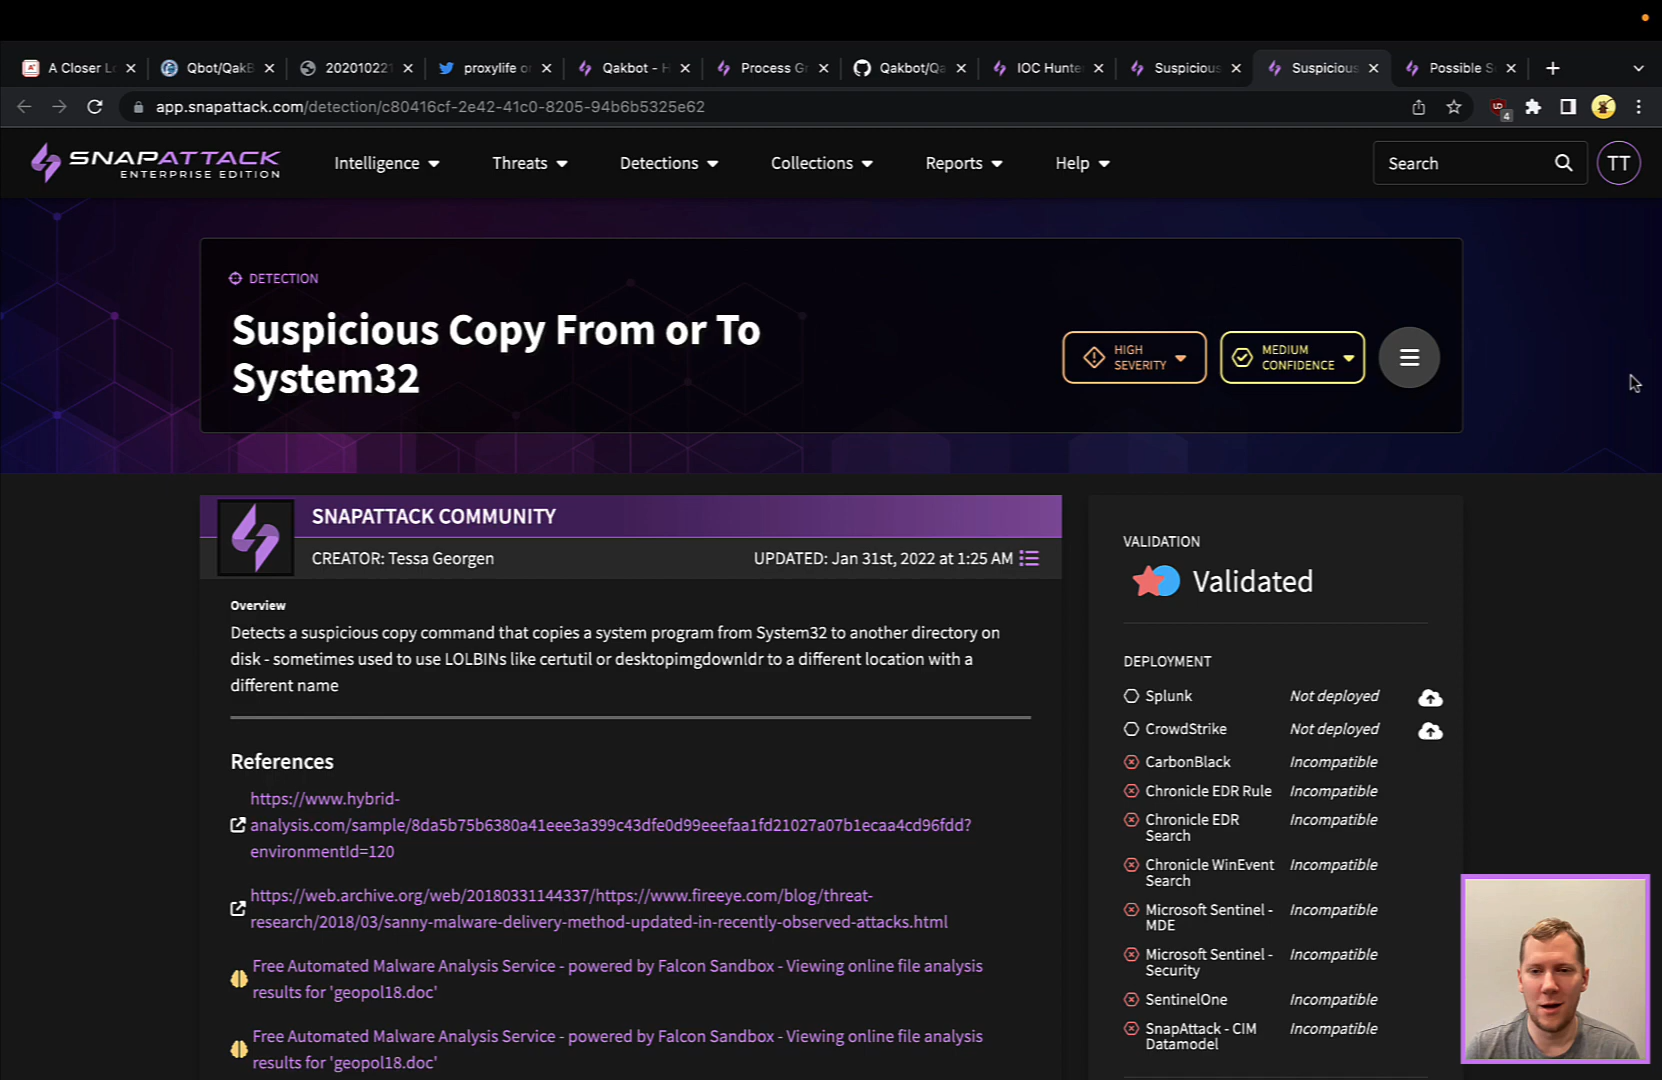 A Closer L
Qbot/QakB
202010221
proxylife o
Qakbot - H
Process Gr
Qakbot/Qa
IOC Hunte
Suspicious
Suspicious
Possible S
app.snapattack.com/detection/c80416cf-2e42-41c0-8205-94b6b5325e62
4
SNAPATTACK
ENTERPRISE EDITION
Intelligence
Threats
Detections
Collections
Reports
Help
Search
TT
DETECTION
Suspicious Copy From or To
System32
HIGH
SEVERITY
MEDIUM
CONFIDENCE
SNAPATTACK COMMUNITY
CREATOR: Tessa Georgen
UPDATED: Jan 31st, 2022 at 1:25 AM
Overview
Detects a suspicious copy command that copies a system program from System32 to another directory on
disk - sometimes used to use LOLBINs like certutil or desktopimgdownldr to a different location with a
different name
References
https://www.hybrid-
analysis.com/sample/8da5b75b6380a41eee3a399c43dfe0d99eeefaa1fd21027a07b1ecaa4cd96fdd?
environmentId=120
https://web.archive.org/web/20180331144337/https://www.fireeye.com/blog/threat-
research/2018/03/sanny-malware-delivery-method-updated-in-recently-observed-attacks.html
Free Automated Malware Analysis Service - powered by Falcon Sandbox - Viewing online file analysis
results for 'geopol18.doc'
Free Automated Malware Analysis Service - powered by Falcon Sandbox - Viewing online file analysis
results for 'geopol18.doc'
VALIDATION
Validated
DEPLOYMENT
Splunk Not deployed
CrowdStrike Not deployed
CarbonBlack Incompatible
Chronicle EDR Rule Incompatible
Chronicle EDR Incompatible
Search
Chronicle WinEvent Incompatible
Search
Microsoft Sentinel - Incompatible
MDE
Microsoft Sentinel - Incompatible
Security
SentinelOne Incompatible
SnapAttack - CIM Incompatible
Datamodel